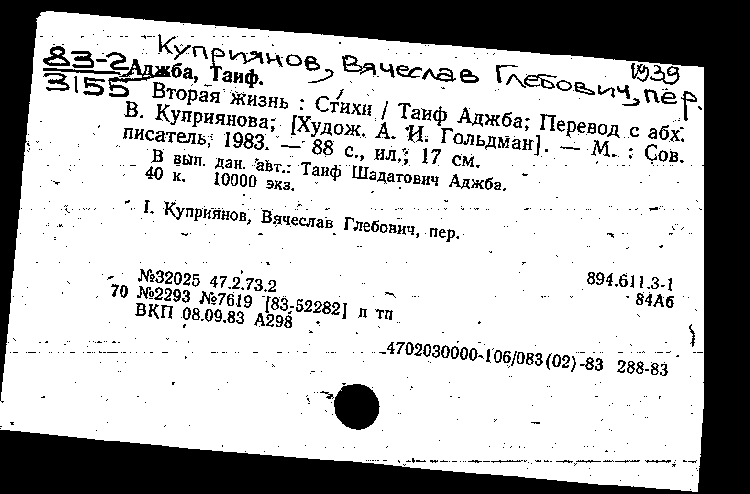 Куприянов, Вячеслав Глебович, пер. 1939
83-2
3155
Аджба, Таиф.
Вторая жизнь : Стихи / Таиф Аджба; Перевод с абх.
В. Куприянова; [Худож. А. И. Гольдман]. — М. : Сов.
писатель, 1983. — 88 с., ил.; 17 см.
В вып. дан. авт.: Таиф Шадатович Аджба.
40 к. 10000 экз.
I. Куприянов, Вячеслав Глебович, пер.
894.611.3-1
84Аб
№32025 47.2.73.2
70 №2293 №7619 [83-52282] п тп
ВКП 08.09.83 А298
4702030000-106/083(02)-83 288-83